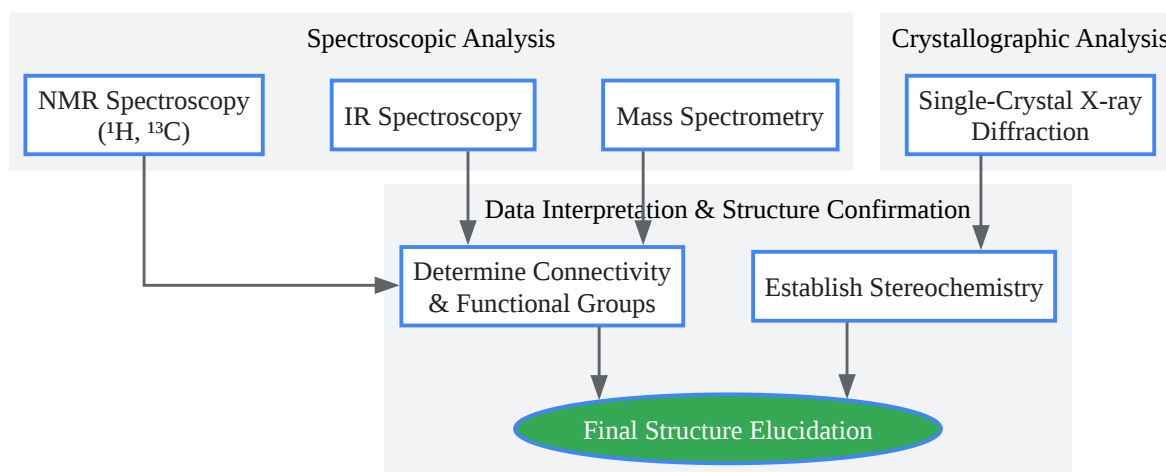 Spectroscopic Analysis
Crystallographic Analysis
NMR Spectroscopy
(¹H, ¹³C)
IR Spectroscopy
Mass Spectrometry
Single-Crystal X-ray
Diffraction
Data Interpretation & Structure Confirmation
Determine Connectivity
& Functional Groups
Establish Stereochemistry
Final Structure Elucidation